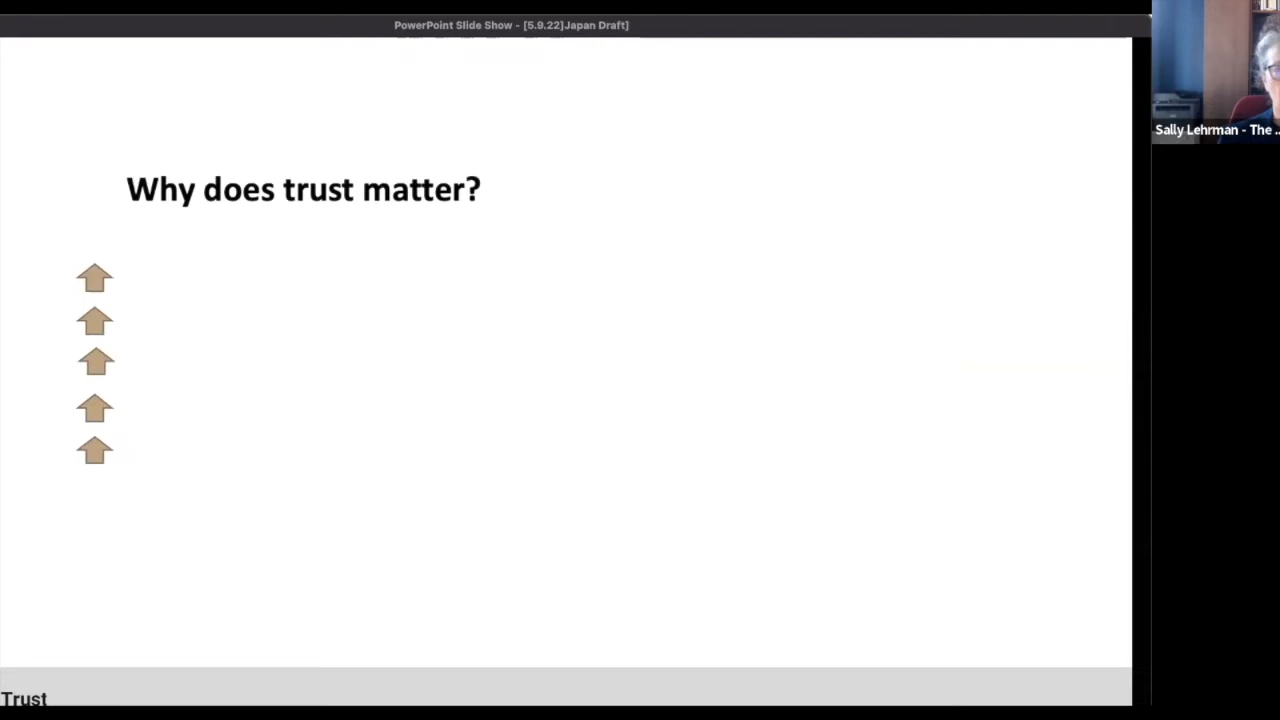 PowerPoint Slide Show - [5.9.22]Japan Draft]
Sally Lehrman - The ...
Why does trust matter?
Trust